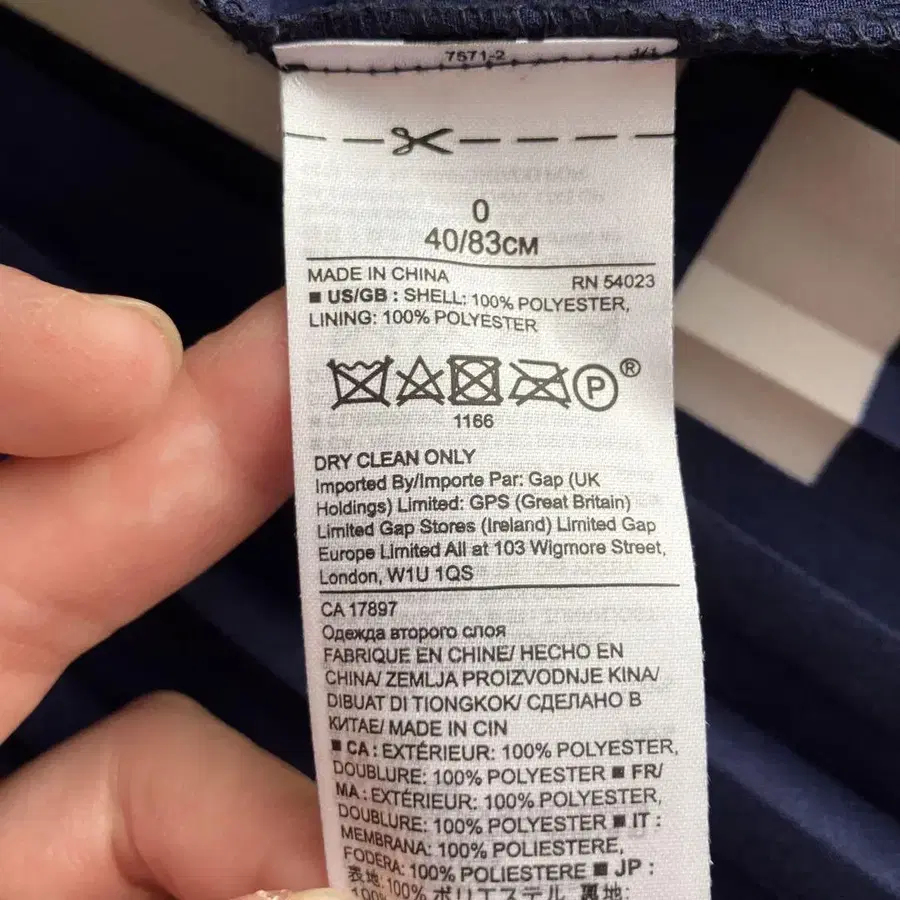 7571-2 1/1
0
40/83CM
MADE IN CHINA RN 54023
■ US/GB : SHELL: 100% POLYESTER,
LINING: 100% POLYESTER
P ®
1166
DRY CLEAN ONLY
Imported By/Importe Par: Gap (UK
Holdings) Limited: GPS (Great Britain)
Limited Gap Stores (Ireland) Limited Gap
Europe Limited All at 103 Wigmore Street,
London, W1U 1QS
CA 17897
Одежда второго слоя
FABRIQUE EN CHINE/ HECHO EN
CHINA/ ZEMLJA PROIZVODNJE KINA/
DIBUAT DI TIONGKOK/ СДЕЛАНО В
КИТАЕ/ MADE IN CIN
■ CA : EXTÉRIEUR: 100% POLYESTER,
DOUBLURE: 100% POLYESTER ■ FR/
MA : EXTÉRIEUR: 100% POLYESTER,
DOUBLURE: 100% POLYESTER ■ IT :
MEMBRANA: 100% POLIESTERE,
FODERA: 100% POLIESTERE ■ JP :
表地: 100% ポリエステル 裏地:
100%